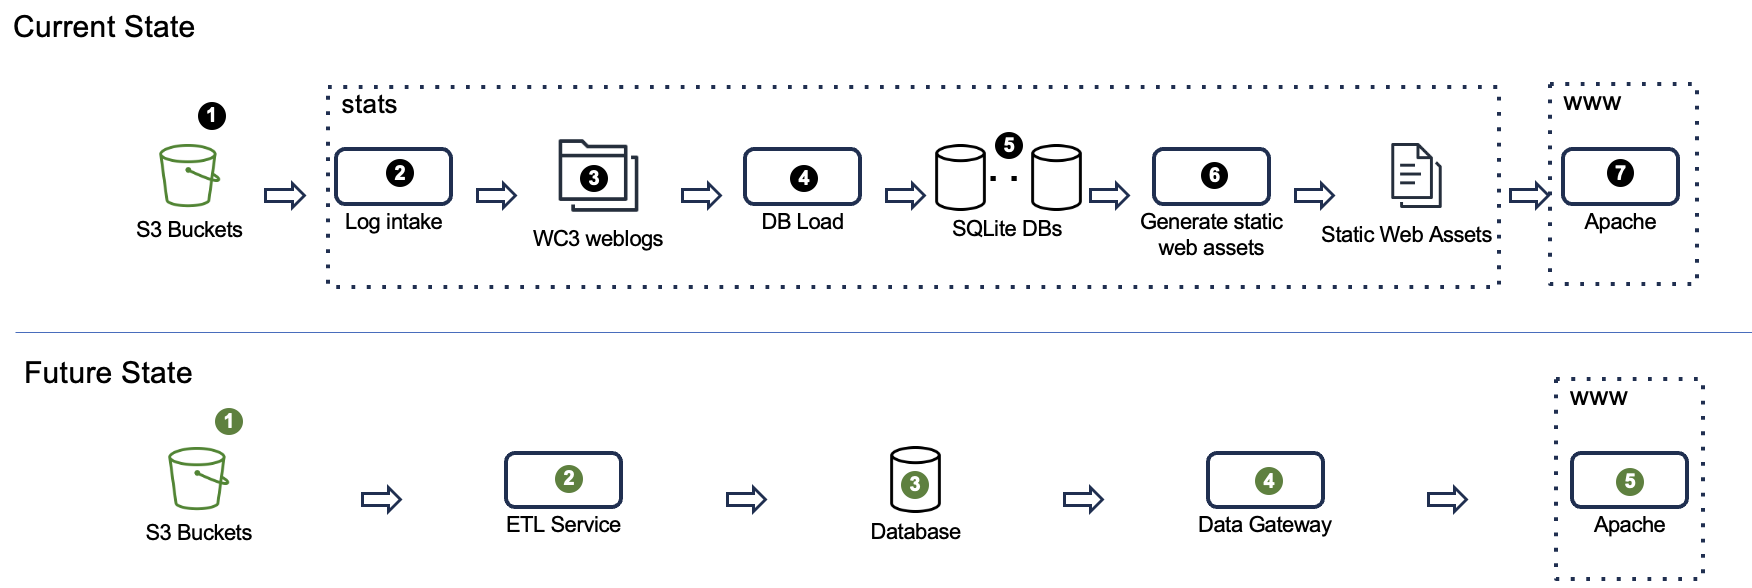 Current State
1
stats
www
2
3
4
5
6
7
S3 Buckets
Log intake
WC3 weblogs
DB Load
SQLite DBs
Generate static
web assets
Static Web Assets
Apache
Future State
1
www
2
3
4
5
S3 Buckets
ETL Service
Database
Data Gateway
Apache